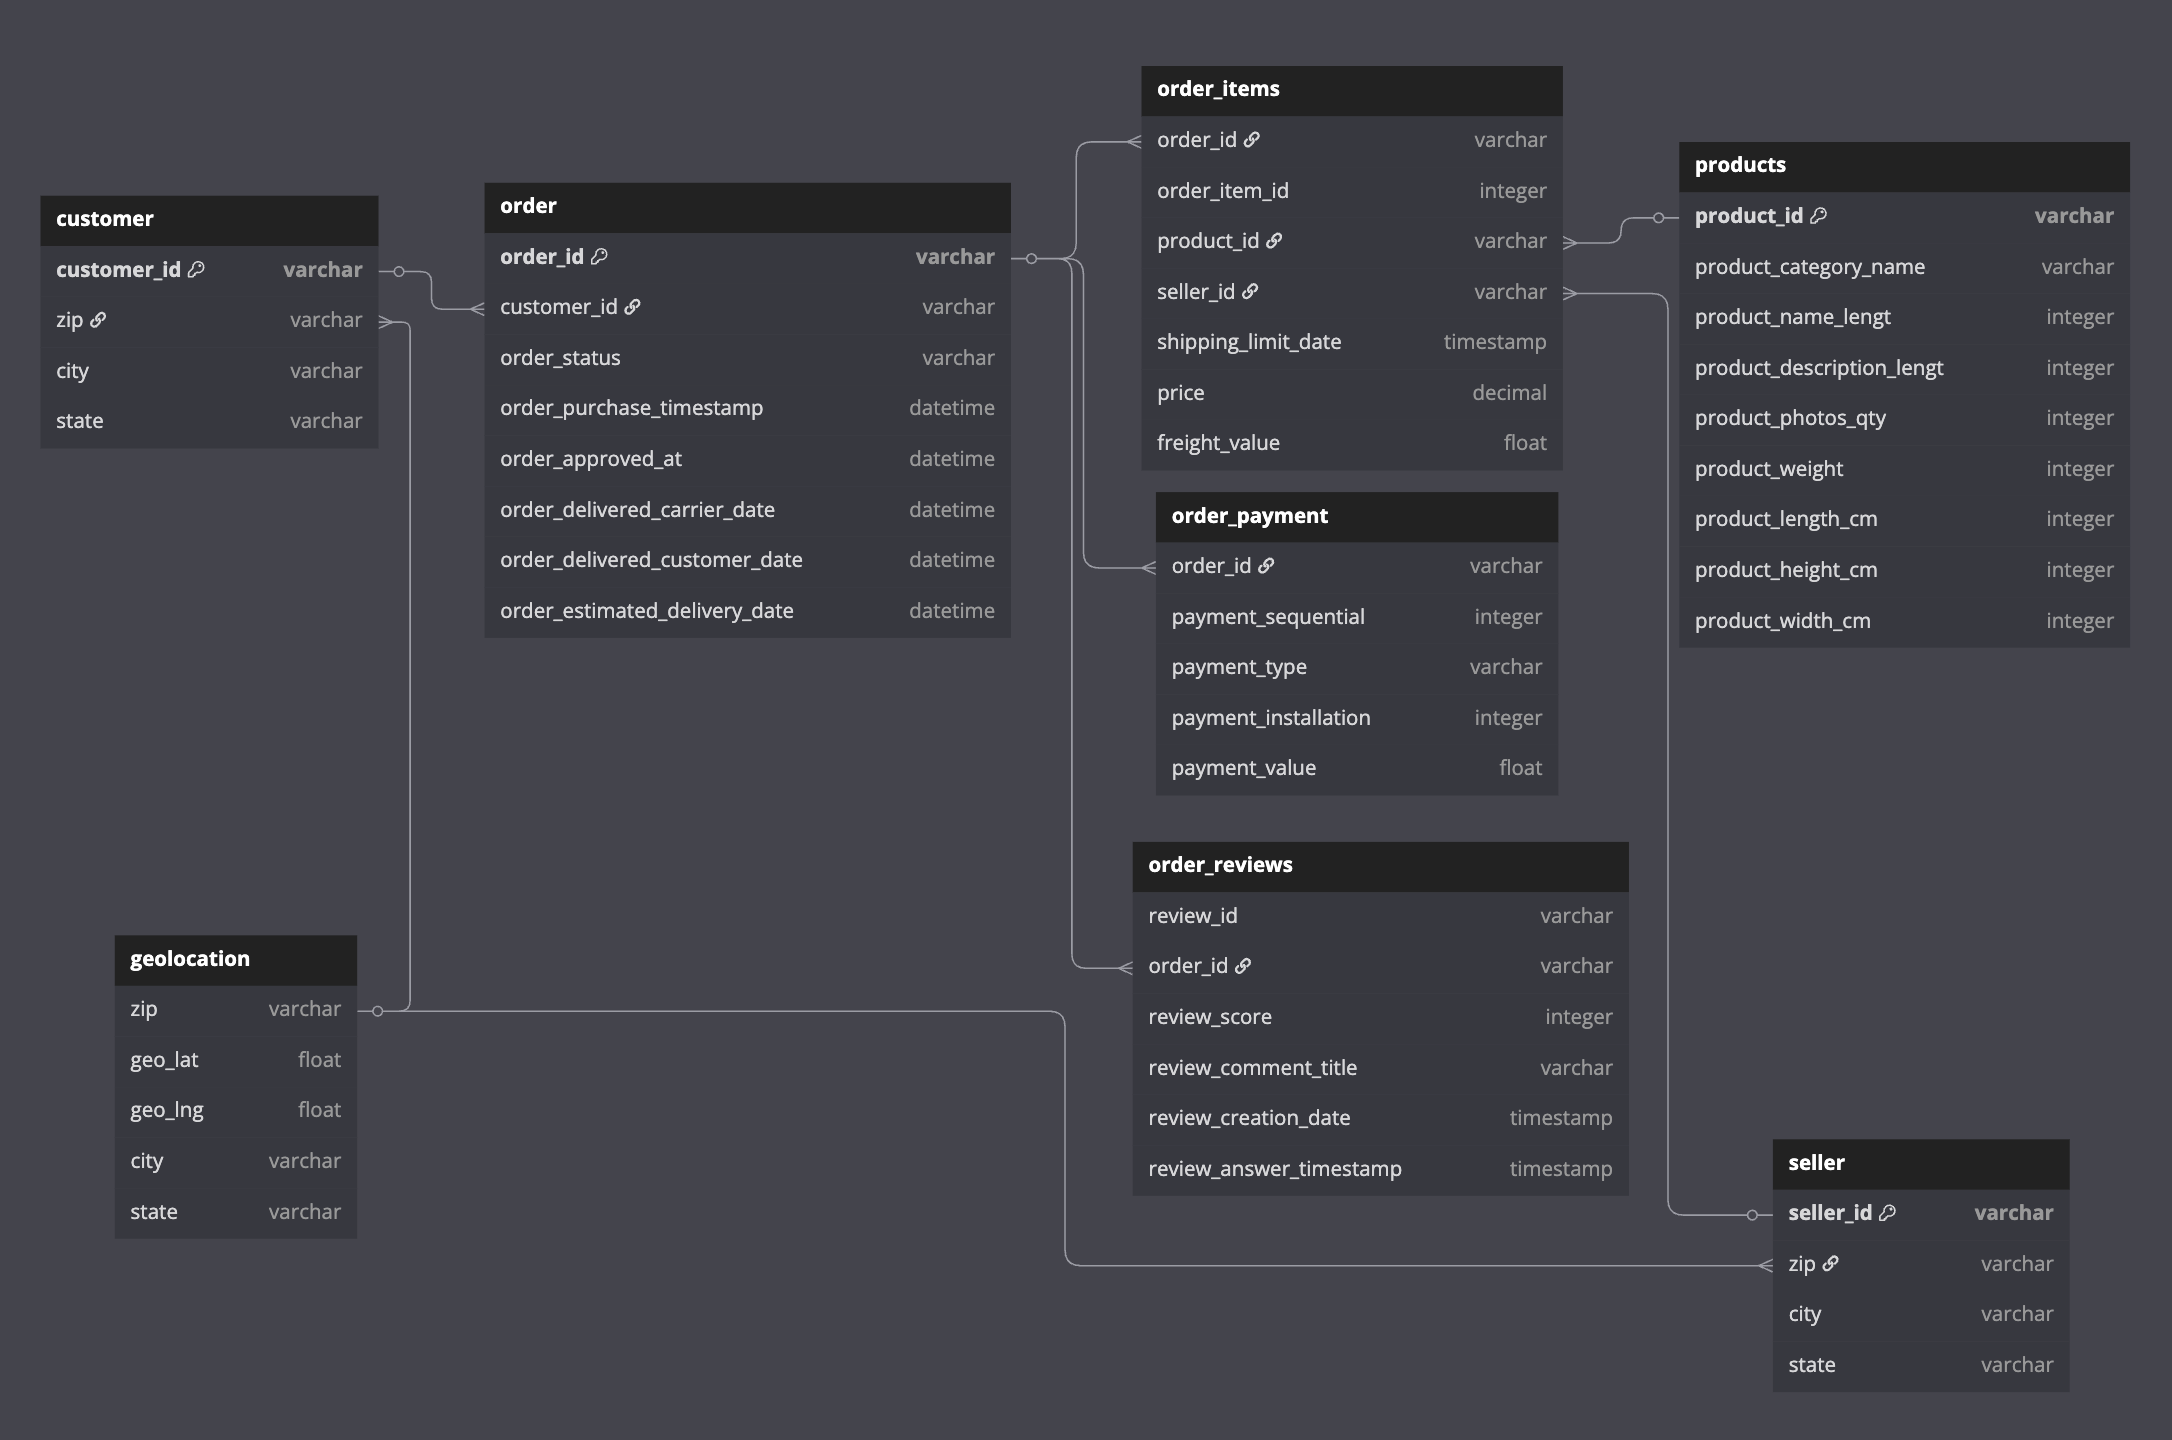 customer
customer_id varchar
zip varchar
city varchar
state varchar
order
order_id varchar
customer_id varchar
order_status varchar
order_purchase_timestamp datetime
order_approved_at datetime
order_delivered_carrier_date datetime
order_delivered_customer_date datetime
order_estimated_delivery_date datetime
order_items
order_id varchar
order_item_id integer
product_id varchar
seller_id varchar
shipping_limit_date timestamp
price decimal
freight_value float
products
product_id varchar
product_category_name varchar
product_name_lengt integer
product_description_lengt integer
product_photos_qty integer
product_weight integer
product_length_cm integer
product_height_cm integer
product_width_cm integer
order_payment
order_id varchar
payment_sequential integer
payment_type varchar
payment_installation integer
payment_value float
order_reviews
review_id varchar
order_id varchar
review_score integer
review_comment_title varchar
review_creation_date timestamp
review_answer_timestamp timestamp
geolocation
zip varchar
geo_lat float
geo_lng float
city varchar
state varchar
seller
seller_id varchar
zip varchar
city varchar
state varchar